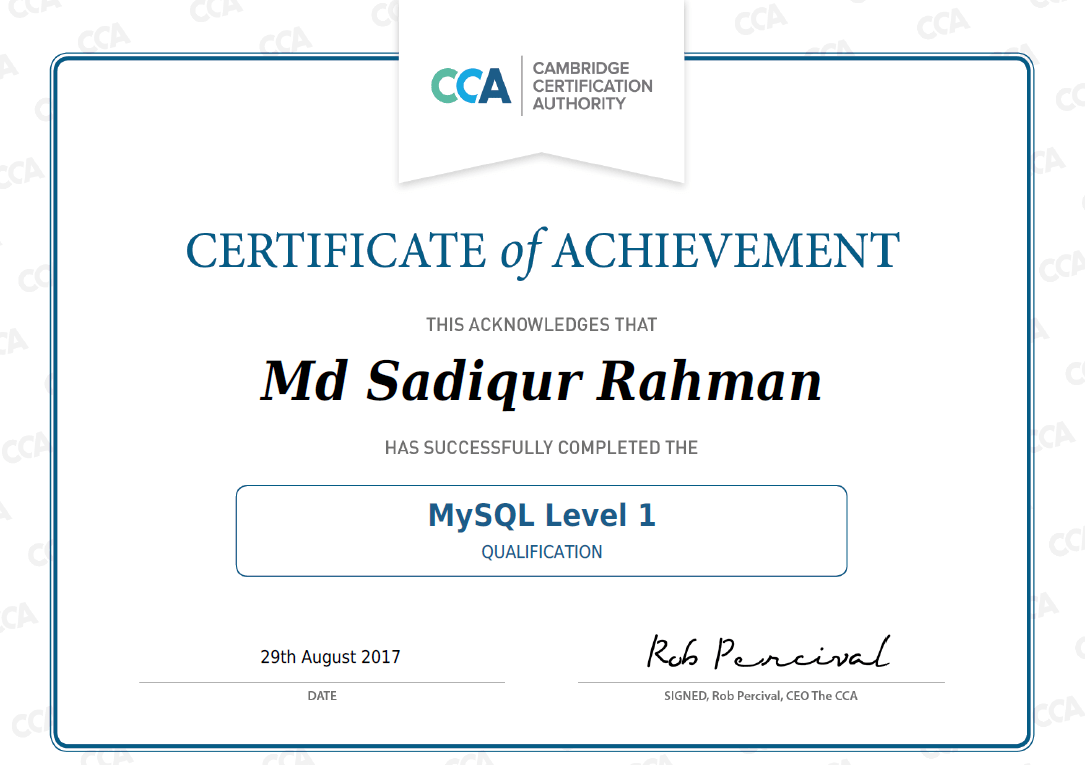 CCA
CAMBRIDGE
CERTIFICATION
AUTHORITY
CERTIFICATE of ACHIEVEMENT
THIS ACKNOWLEDGES THAT
Md Sadiqur Rahman
HAS SUCCESSFULLY COMPLETED THE
MySQL Level 1
QUALIFICATION
29th August 2017
Rob Percival
DATE
SIGNED, Rob Percival, CEO The CCA